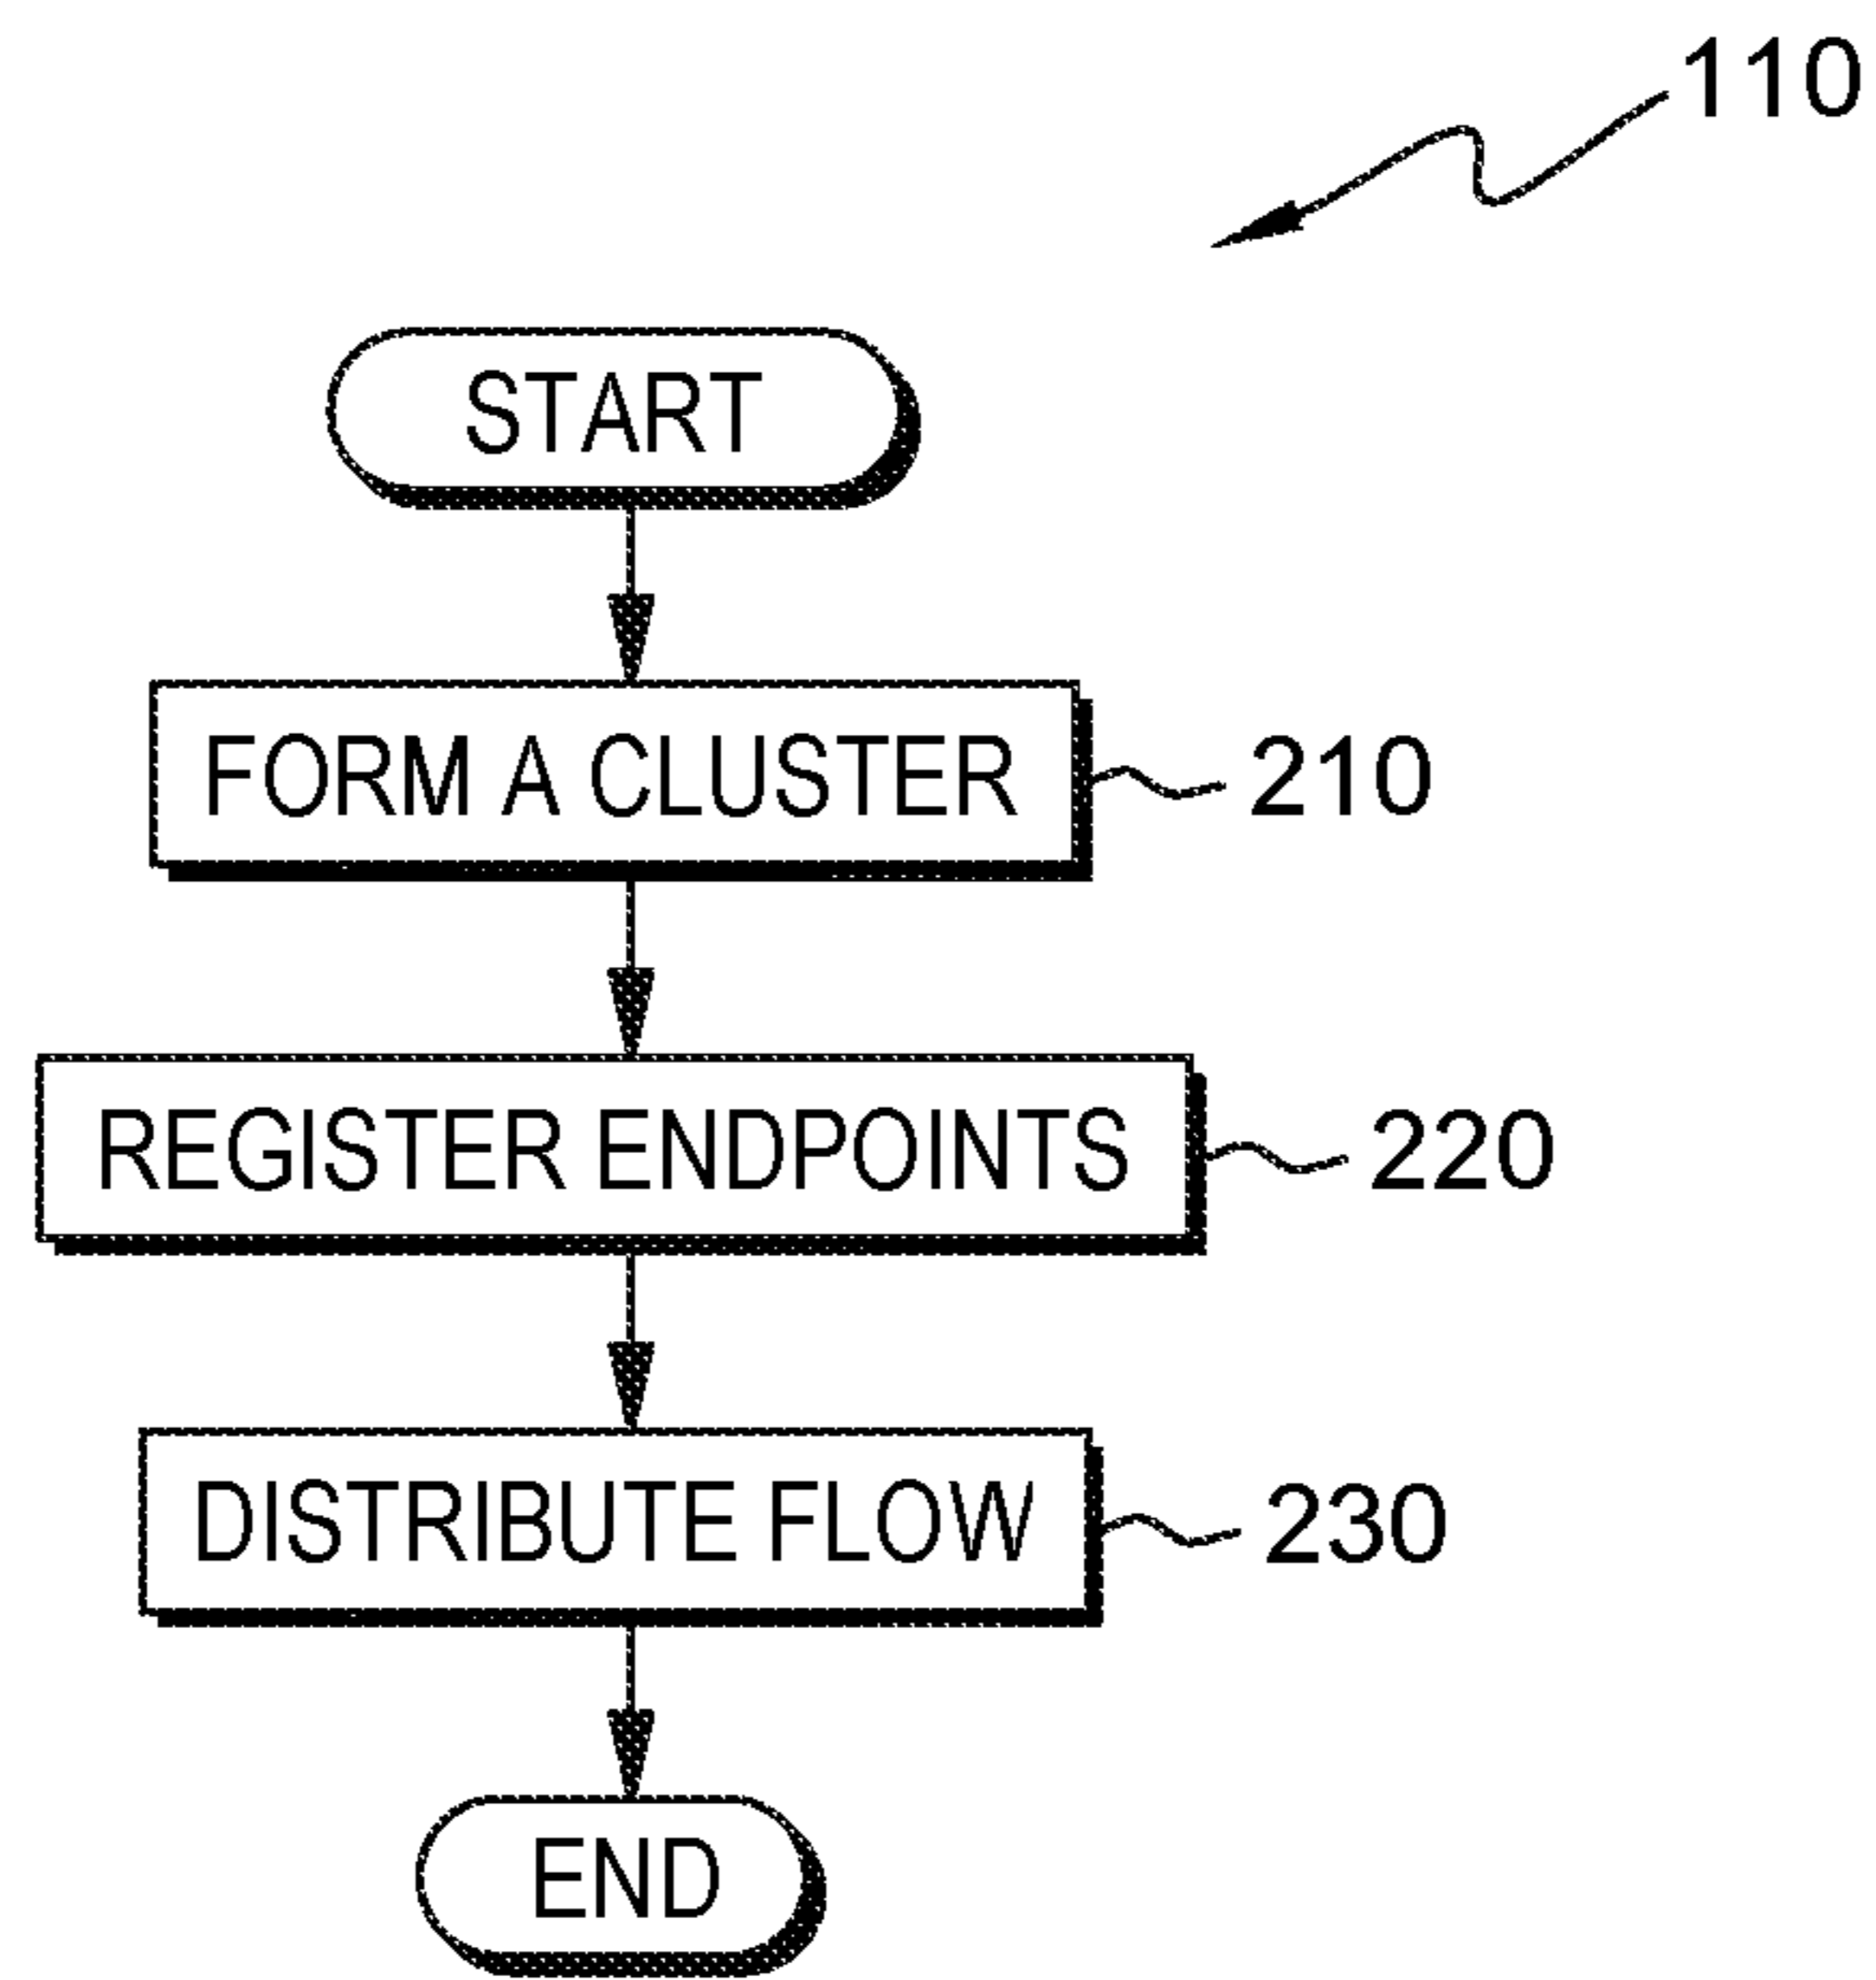 110
START
FORM A CLUSTER
210
REGISTER ENDPOINTS
220
DISTRIBUTE FLOW
230
END